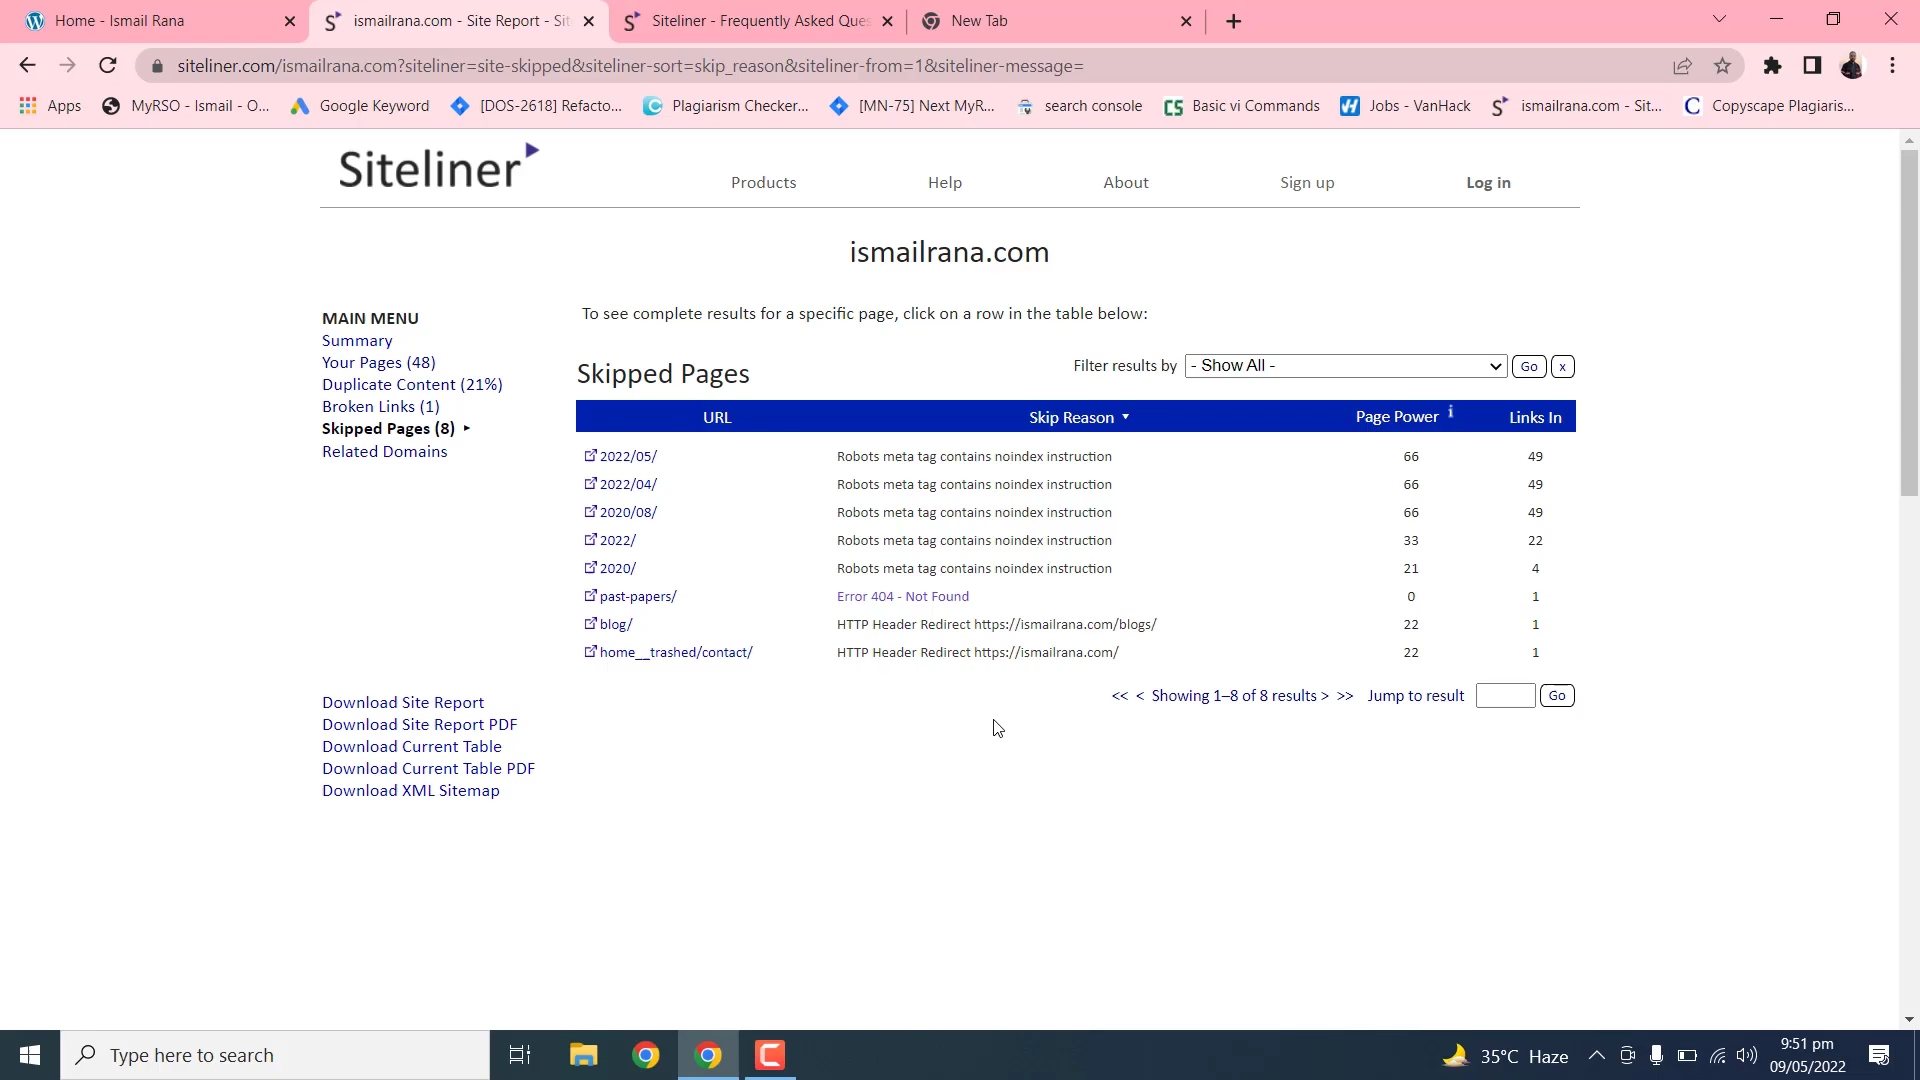 Home - Ismail Rana
ismailrana.com - Site Report - Sit
Siteliner - Frequently Asked Ques
New Tab
siteliner.com/ismailrana.com?siteliner=site-skipped&siteliner-sort=skip_reason&siteliner-from=1&siteliner-message=
Apps
MyRSO - Ismail - O...
Google Keyword
[DOS-2618] Refacto...
Plagiarism Checker...
[MN-75] Next MyR...
search console
Basic vi Commands
Jobs - VanHack
ismailrana.com - Sit...
Copyscape Plagiaris...
Siteliner
Products
Help
About
Sign up
Log in
ismailrana.com
MAIN MENU
Summary
Your Pages (48)
Duplicate Content (21%)
Broken Links (1)
Skipped Pages (8)
Related Domains
Download Site Report
Download Site Report PDF
Download Current Table
Download Current Table PDF
Download XML Sitemap
To see complete results for a specific page, click on a row in the table below:
Skipped Pages
Filter results by - Show All - Go x
URL Skip Reason Page Power i Links In
2022/05/ Robots meta tag contains noindex instruction 66 49
2022/04/ Robots meta tag contains noindex instruction 66 49
2020/08/ Robots meta tag contains noindex instruction 66 49
2022/ Robots meta tag contains noindex instruction 33 22
2020/ Robots meta tag contains noindex instruction 21 4
past-papers/ Error 404 - Not Found 0 1
blog/ HTTP Header Redirect https://ismailrana.com/blogs/ 22 1
home__trashed/contact/ HTTP Header Redirect https://ismailrana.com/ 22 1
<< < Showing 1–8 of 8 results > >> Jump to result Go
Type here to search
35°C Haze
9:51 pm
09/05/2022